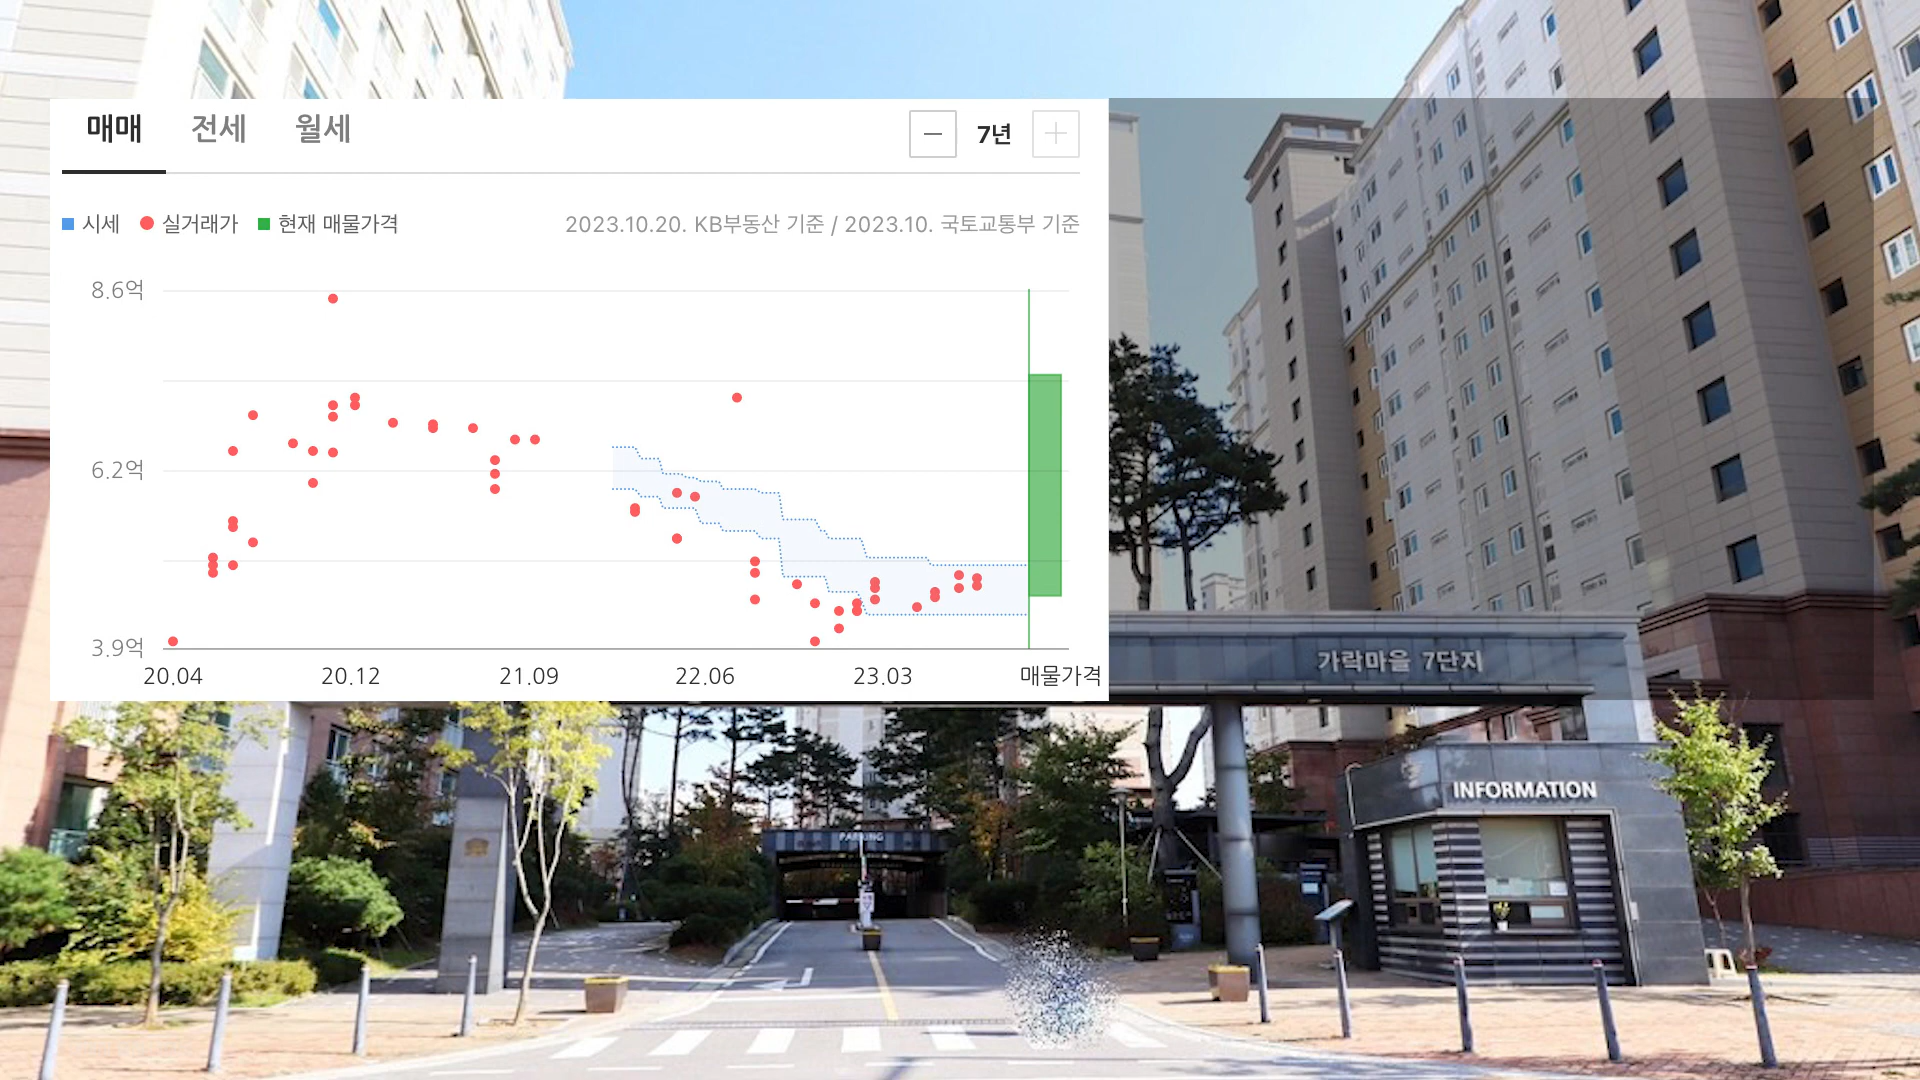 매매 전세 월세 7년
시세 실거래가 현재 매물가격 2023.10.20. KB부동산 기준 / 2023.10. 국토교통부 기준
8.6억
6.2억
3.9억
20.04 20.12 21.09 22.06 23.03 매물가격
가락마을 7단지
INFORMATION
PARKING